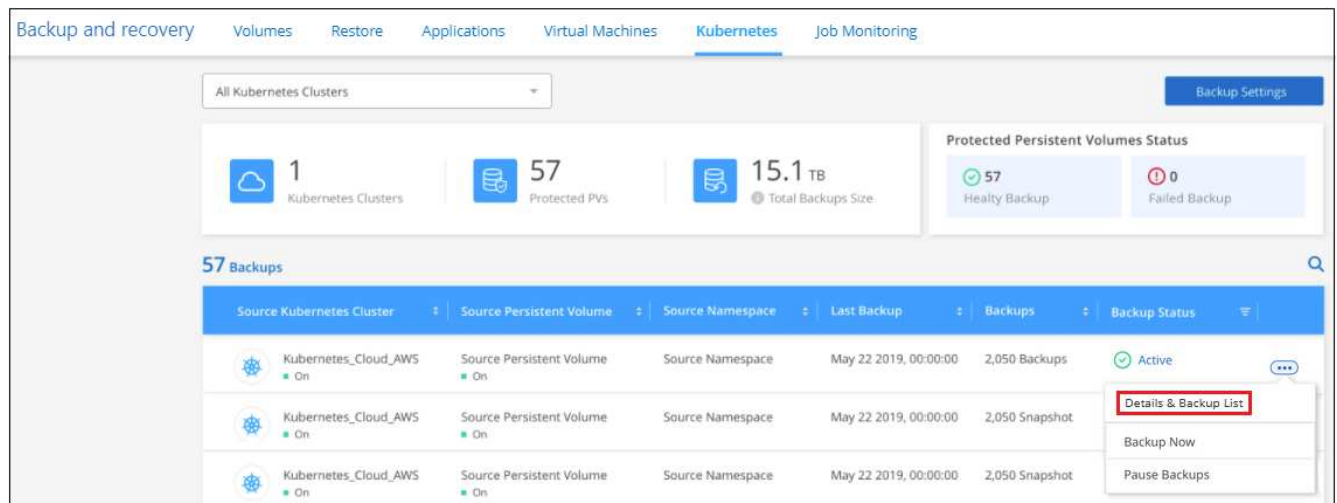 Backup and recovery Volumes Restore Applications Virtual Machines Kubernetes Job Monitoring
All Kubernetes Clusters Backup Settings
Protected Persistent Volumes Status
1 57 15.1 TB 57 0
Kubernetes Clusters Protected PVs Total Backups Size Healty Backup Failed Backup
57 Backups
Source Kubernetes Cluster Source Persistent Volume Source Namespace Last Backup Backups Backup Status
Kubernetes_Cloud_AWS Source Persistent Volume Source Namespace May 22 2019, 00:00:00 2,050 Backups Active
On On
Details & Backup List
Kubernetes_Cloud_AWS Source Persistent Volume Source Namespace May 22 2019, 00:00:00 2,050 Snapshot
On On
Backup Now
Kubernetes_Cloud_AWS Source Persistent Volume Source Namespace May 22 2019, 00:00:00 2,050 Snapshot Pause Backups
On On